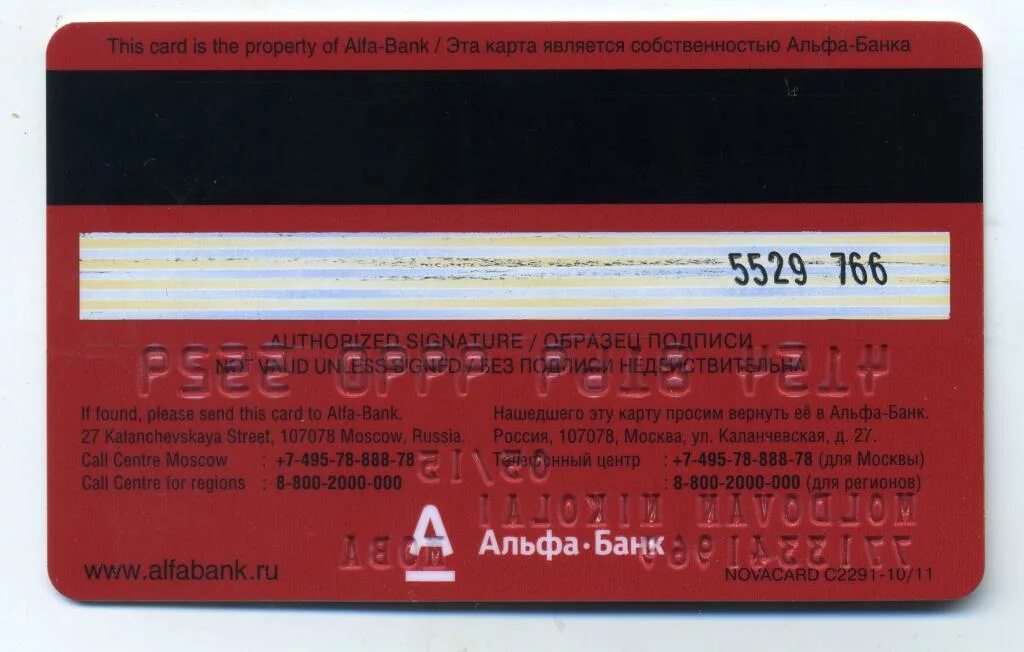 This card is the property of Alfa-Bank / Эта карта является собственностью Альфа-Банка
5529 766
AUTHORIZED SIGNATURE / ОБРАЗЕЦ ПОДПИСИ
NOT VALID UNLESS SIGNED / БЕЗ ПОДПИСИ НЕДЕЙСТВИТЕЛЬНА
If found, please send this card to Alfa-Bank.
27 Kalanchevskaya Street, 107078 Moscow, Russia.
Call Centre Moscow : +7-495-78-888-78
Call Centre for regions : 8-800-2000-000
Нашедшего эту карту просим вернуть её в Альфа-Банк.
Россия, 107078, Москва, ул. Каланчевская, д. 27.
Телефонный центр : +7-495-78-888-78 (для Москвы)
: 8-800-2000-000 (для регионов)
MOLDOVAN NIKOLAI
А Альфа·Банк
www.alfabank.ru
NOVACARD C2291-10/11